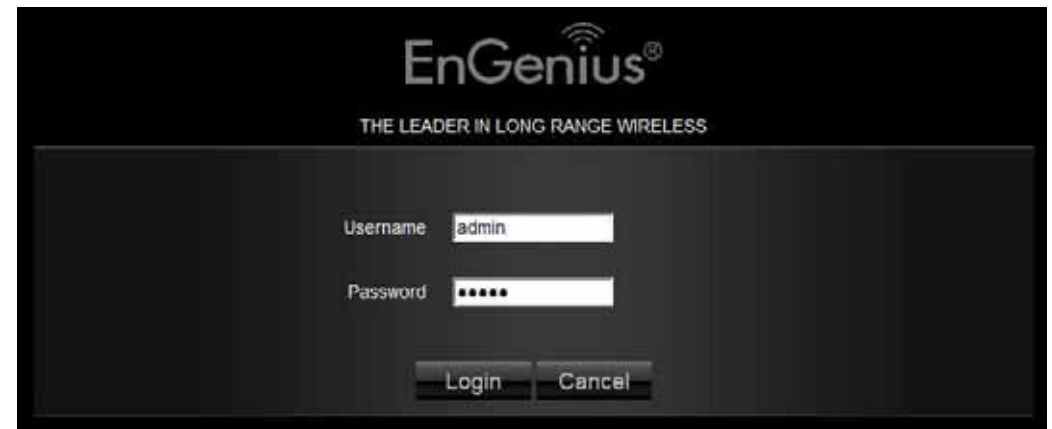 EnGenius®
THE LEADER IN LONG RANGE WIRELESS
Username admin
Password •••••
Login Cancel